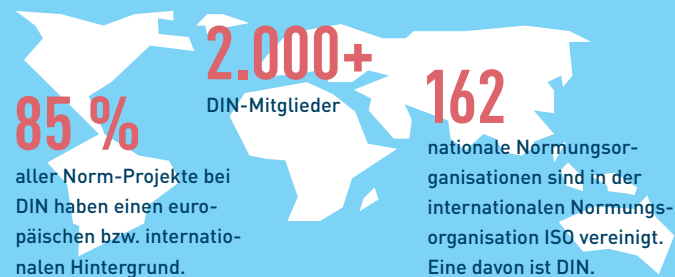 85 %
aller Norm-Projekte bei
DIN haben einen euro-
päischen bzw. internatio-
nalen Hintergrund.
2.000+
DIN-Mitglieder
162
nationale Normungsor-
ganisationen sind in der
internationalen Normungs-
organisation ISO vereinigt.
Eine davon ist DIN.